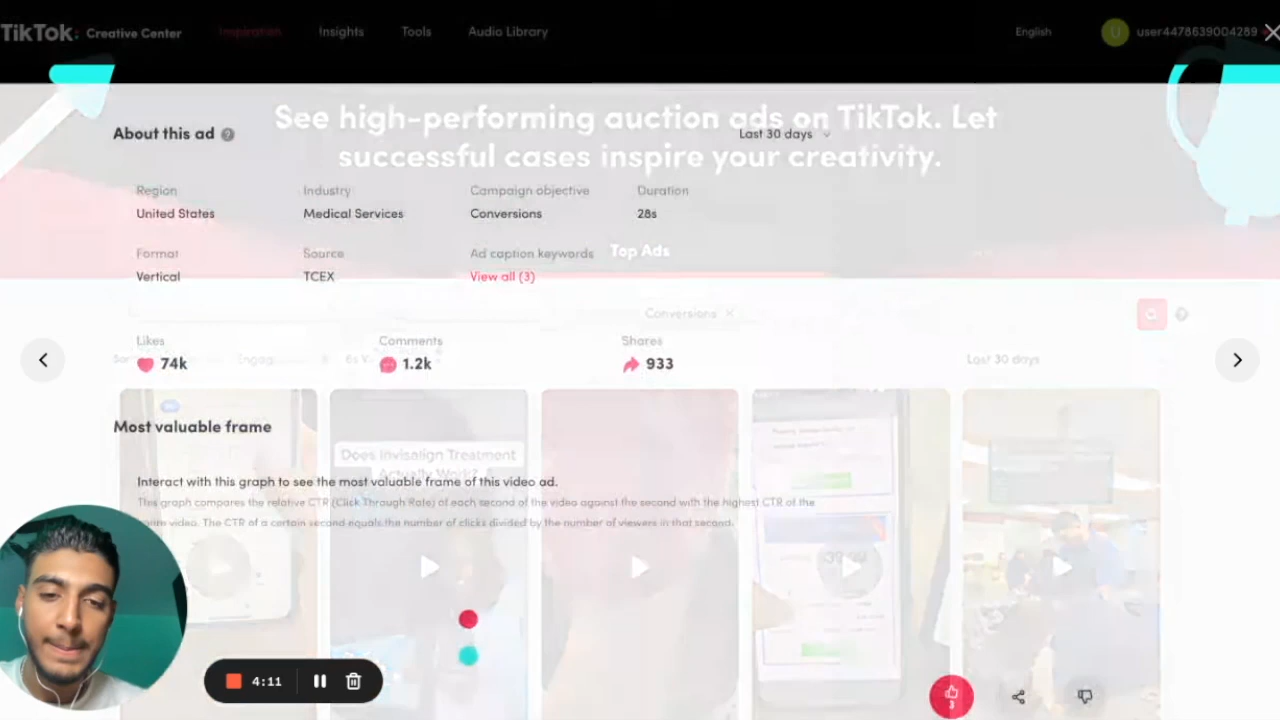 TikTok: Creative Center
Inspiration
Insights
Tools
Audio Library
English
U
user4478639004289
See high-performing auction ads on TikTok. Let
successful cases inspire your creativity.
About this ad ?
Last 30 days
Region
Industry
Campaign objective
Duration
United States
Medical Services
Conversions
28s
Format
Source
Ad caption keywords
Top Ads
Vertical
TCEX
View all (3)
Conversions ×
Likes
Comments
Shares
74k
1.2k
933
Last 30 days
Most valuable frame
Does Invisalign Treatment
Actually Work?
Interact with this graph to see the most valuable frame of this video ad.
This graph compares the relative CTR (Click Through Rate) of each second of the video against the second with the highest CTR of the
video. The CTR of a certain second equals the number of clicks divided by the number of viewers in that second.
4:11
3